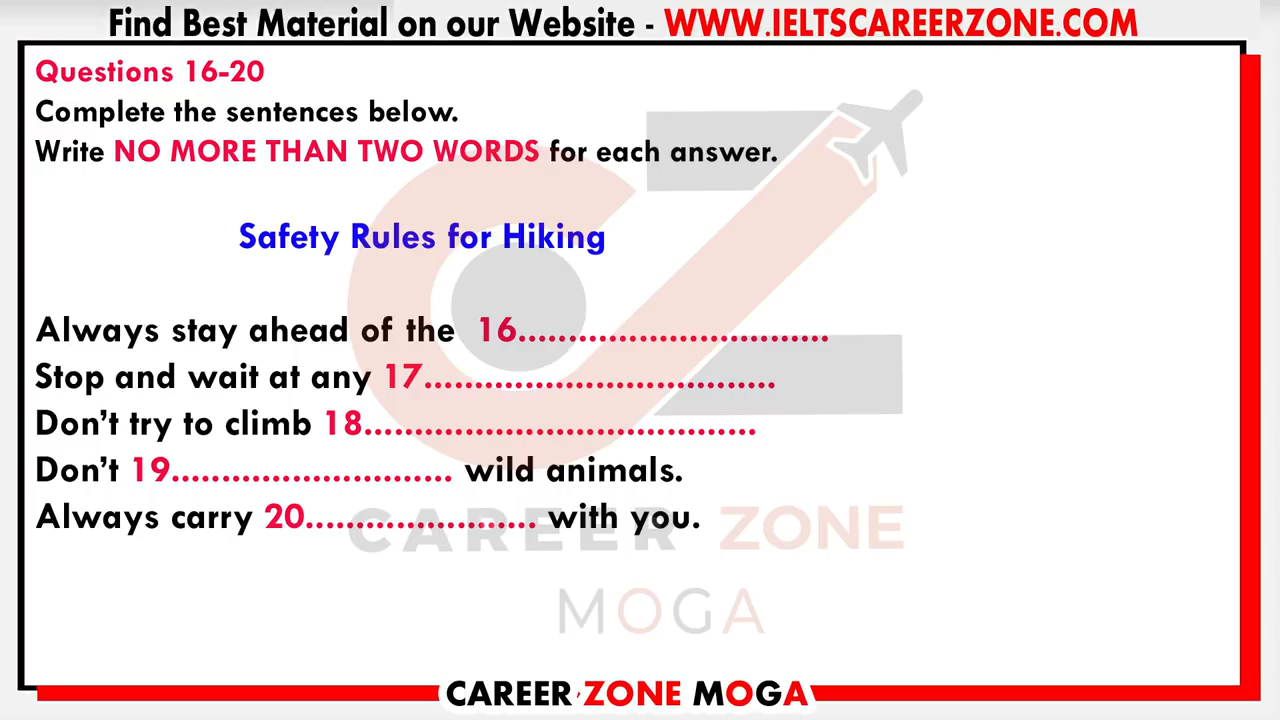 Find Best Material on our Website - WWW.IELTSCAREERZONE.COM
Questions 16-20
Complete the sentences below.
Write NO MORE THAN TWO WORDS for each answer.
Safety Rules for Hiking
Always stay ahead of the 16...............................
Stop and wait at any 17...................................
Don't try to climb 18.......................................
Don't 19............................ wild animals.
Always carry 20....................... with you.
CAREER ZONE
MOGA
CAREER ZONE MOGA